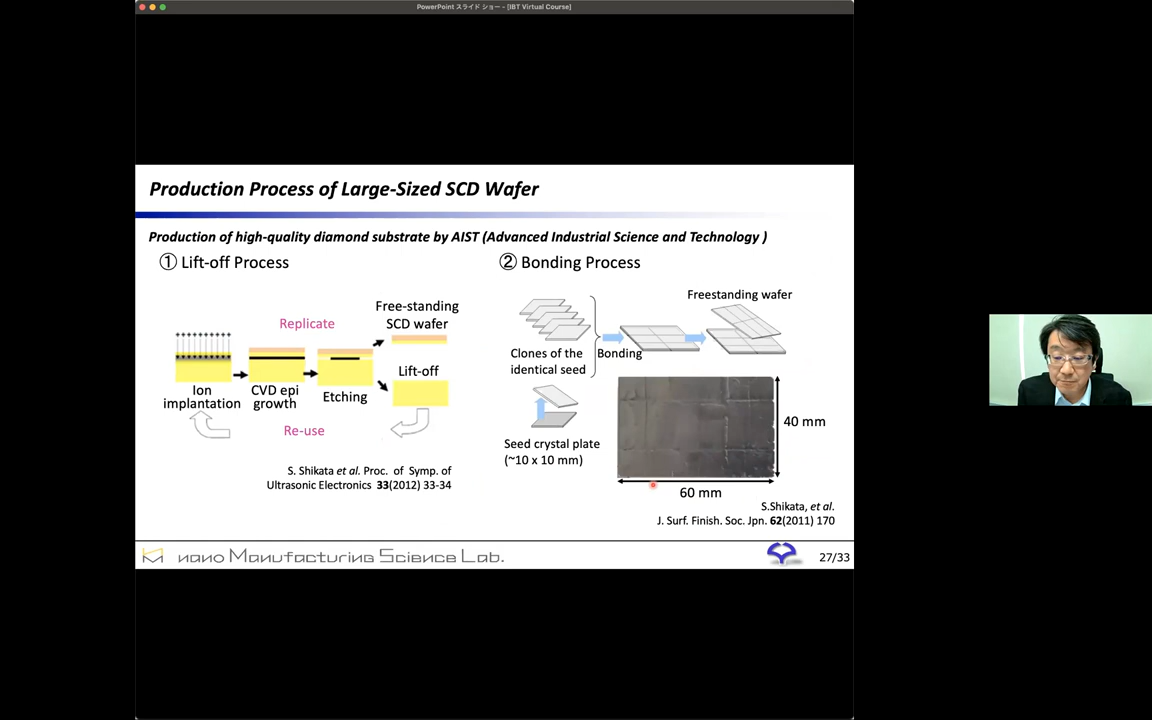 PowerPoint スライド ショー - [IBT Virtual Course]
Production Process of Large-Sized SCD Wafer
Production of high-quality diamond substrate by AIST (Advanced Industrial Science and Technology )
① Lift-off Process
Replicate
Free-standing
SCD wafer
Ion
implantation
CVD epi
growth
Etching
Lift-off
Re-use
S. Shikata et al. Proc. of Symp. of
Ultrasonic Electronics 33(2012) 33-34
② Bonding Process
Freestanding wafer
Clones of the
identical seed
Bonding
Seed crystal plate
(~10 x 10 mm)
40 mm
60 mm
S.Shikata, et al.
J. Surf. Finish. Soc. Jpn. 62(2011) 170
nano Manufacturing Science Lab.
27/33